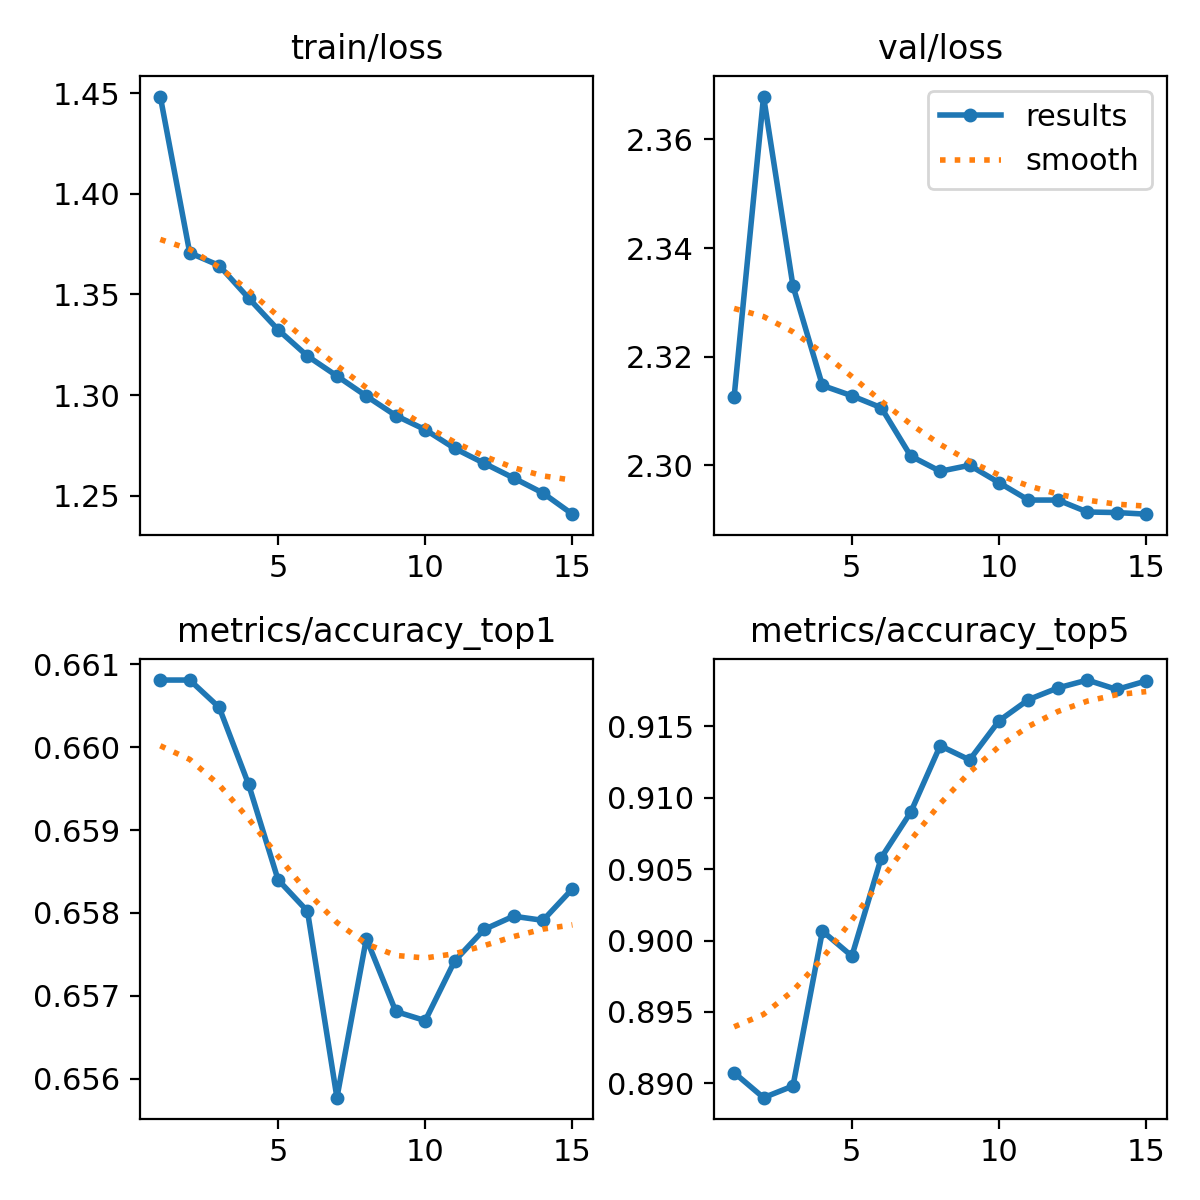 train/loss
1.45
1.40
1.35
1.30
1.25
5 10 15
val/loss
results
smooth
2.36
2.34
2.32
2.30
5 10 15
metrics/accuracy_top1
0.661
0.660
0.659
0.658
0.657
0.656
5 10 15
metrics/accuracy_top5
0.915
0.910
0.905
0.900
0.895
0.890
5 10 15